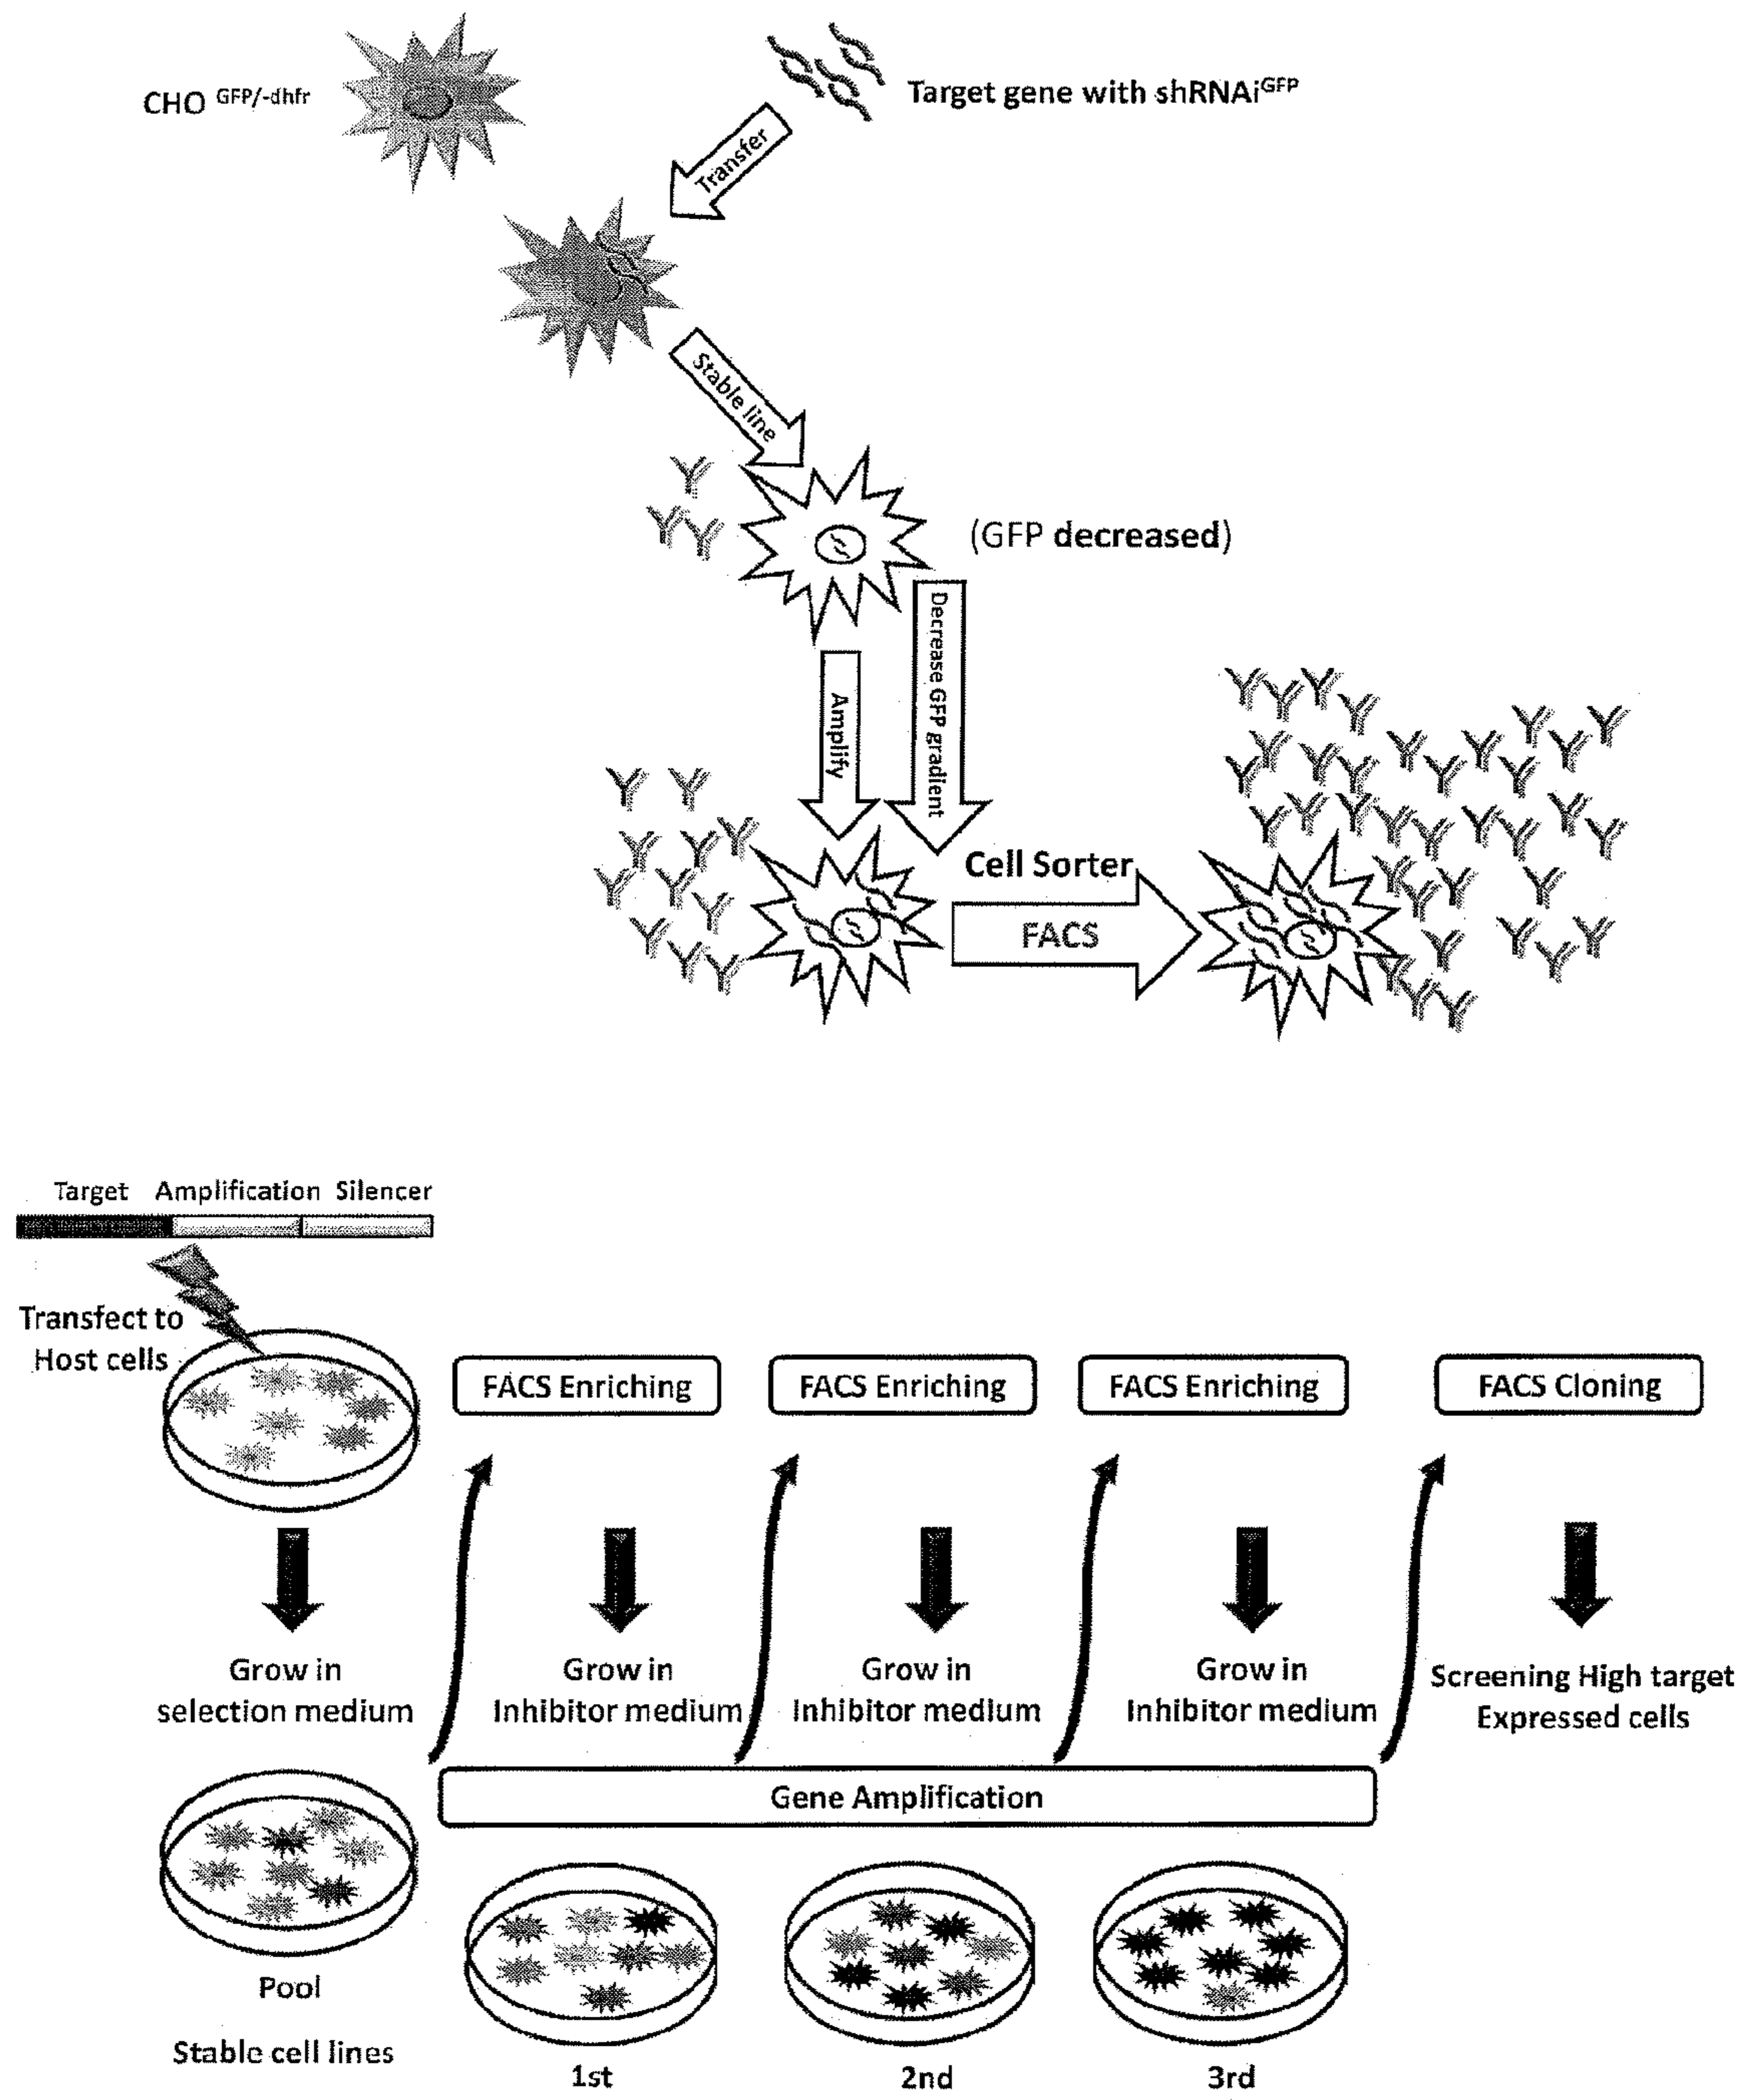 CHO GFP/-dhfr
Target gene with shRNAiGFP
Transfer
Stable line
(GFP decreased)
Decrease GFP gradient
Amplify
Cell Sorter
FACS
Target Amplification Silencer
Transfect to
Host cells
FACS Enriching
FACS Enriching
FACS Enriching
FACS Cloning
Grow in
selection medium
Grow in
Inhibitor medium
Grow in
Inhibitor medium
Grow in
Inhibitor medium
Screening High target
Expressed cells
Gene Amplification
Pool
Stable cell lines
1st
2nd
3rd